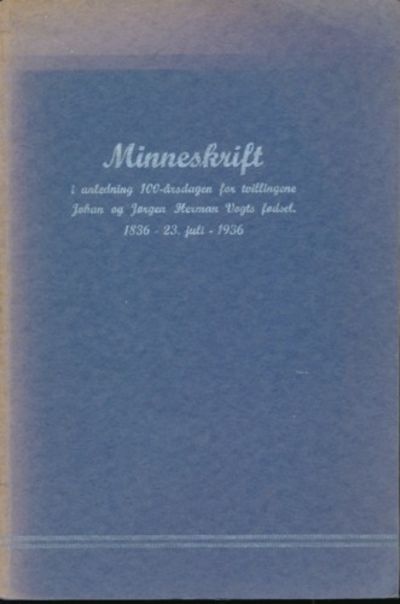 Minneskrift
i anledning 100-årsdagen for tvillingene
Johan og Jørgen Herman Vogts fødsel.
1836 - 23. juli - 1936